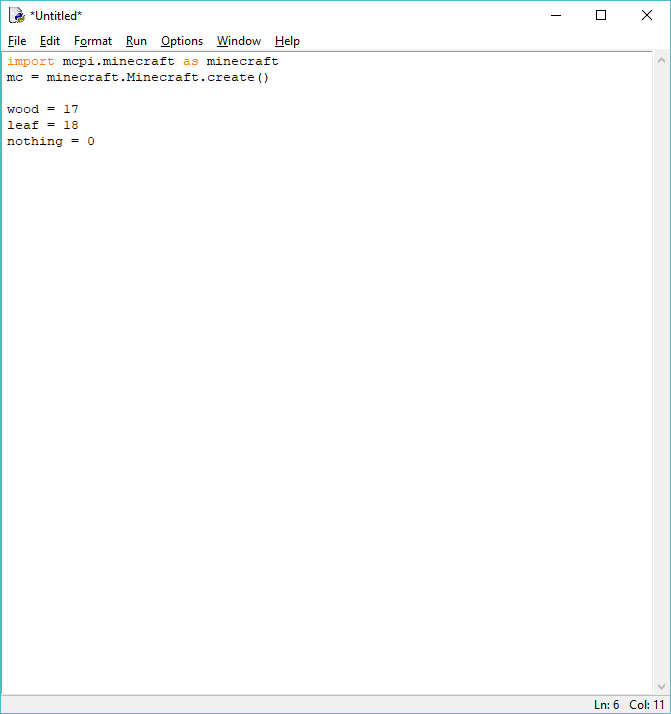 *Untitled*
File Edit Format Run Options Window Help
import mcpi.minecraft as minecraft
mc = minecraft.Minecraft.create()
wood = 17
leaf = 18
nothing = 0
Ln: 6 Col: 11